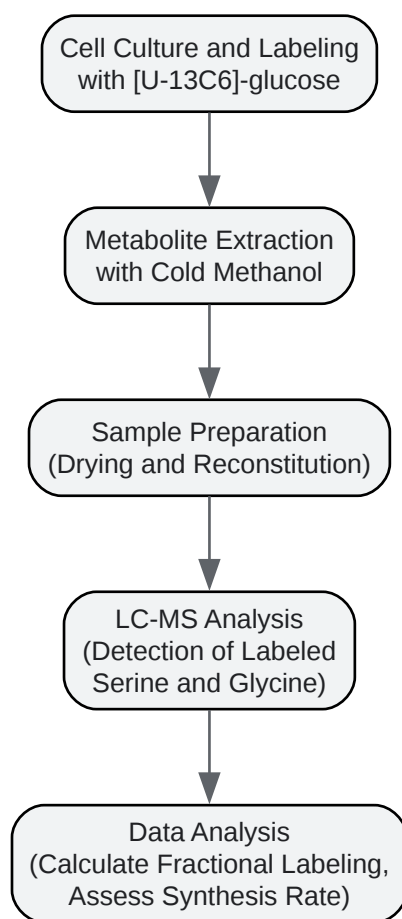 Cell Culture and Labeling
with [U-13C6]-glucose
Metabolite Extraction
with Cold Methanol
Sample Preparation
(Drying and Reconstitution)
LC-MS Analysis
(Detection of Labeled
Serine and Glycine)
Data Analysis
(Calculate Fractional Labeling,
Assess Synthesis Rate)